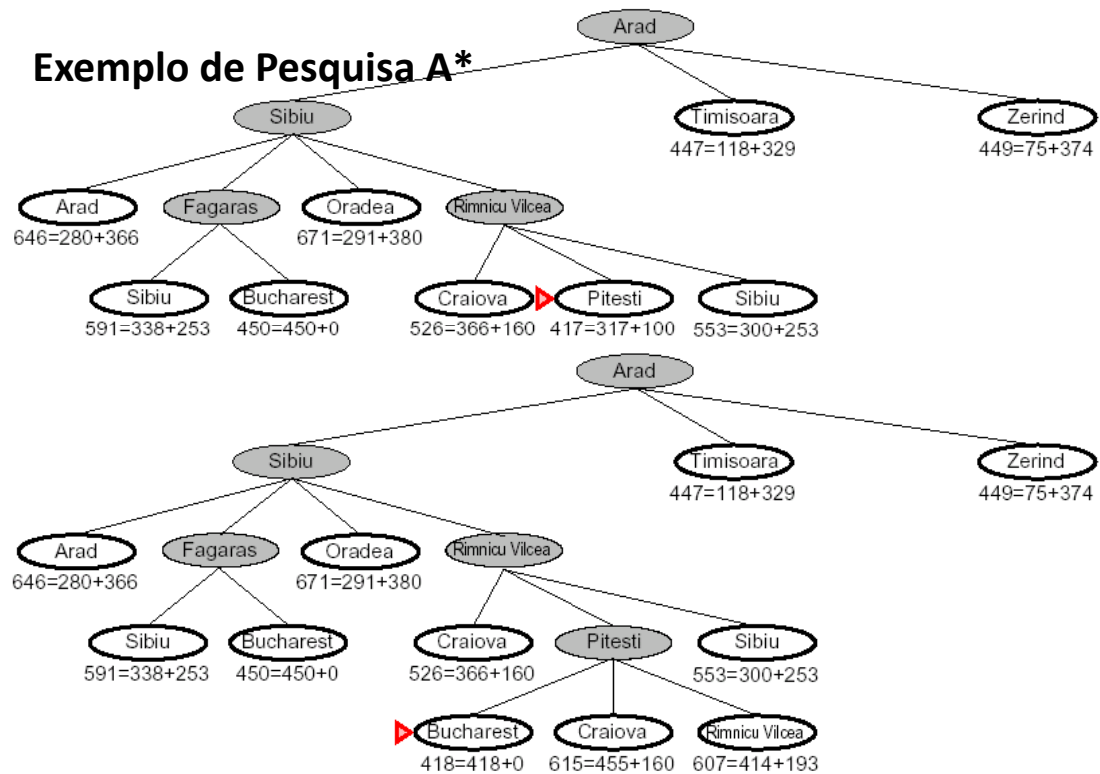 Arad
Exemplo de Pesquisa A*
Sibiu Timisoara Zerind
447=118+329 449=75+374
Arad Fagaras Oradea Rimnicu Vilcea
646=280+366 671=291+380
Sibiu Bucharest Craiova Pitesti Sibiu
591=338+253 450=450+0 526=366+160 417=317+100 553=300+253
Arad
Sibiu Timisoara Zerind
447=118+329 449=75+374
Arad Fagaras Oradea Rimnicu Vilcea
646=280+366 671=291+380
Sibiu Bucharest Craiova Pitesti Sibiu
591=338+253 450=450+0 526=366+160 553=300+253
Bucharest Craiova Rimnicu Vilcea
418=418+0 615=455+160 607=414+193